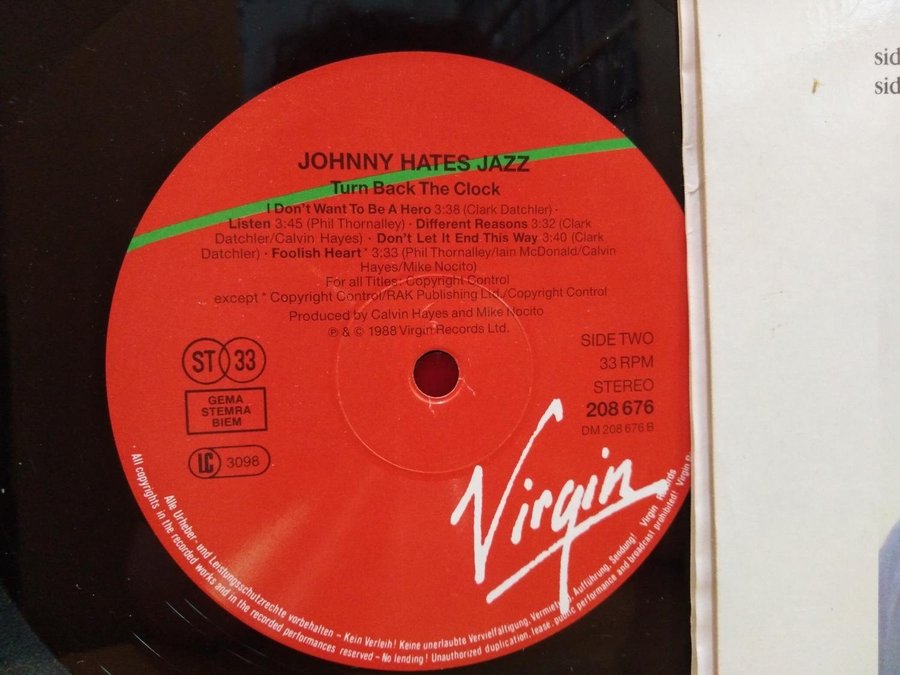 JOHNNY HATES JAZZ
Turn Back The Clock
I Don't Want To Be A Hero 3:38 (Clark Datchler) ·
Listen 3:45 (Phil Thornalley) · Different Reasons 3:32 (Clark
Datchler/Calvin Hayes) · Don't Let It End This Way 3:40 (Clark
Datchler) · Foolish Heart * 3:33 (Phil Thornalley/Iain McDonald/Calvin
Hayes/Mike Nocito)
For all Titles: Copyright Control
except * Copyright Control/RAK Publishing Ltd./Copyright Control
Produced by Calvin Hayes and Mike Nocito
℗ & © 1988 Virgin Records Ltd.
ST 33
GEMA
STEMRA
BIEM
LC 3098
SIDE TWO
33 RPM
STEREO
208 676
DM 208 676 B
Virgin
Alle Urheber- und Leistungsschutzrechte vorbehalten – Kein Verleih! Keine unerlaubte Vervielfältigung, Vermiet Aufführung, Sendung! Virgin Records
All copyrights in the recorded works and in the recorded performances reserved – No lending! Unauthorized duplication, lease, public performance and broadcast prohibited! Virgin
sid
sid